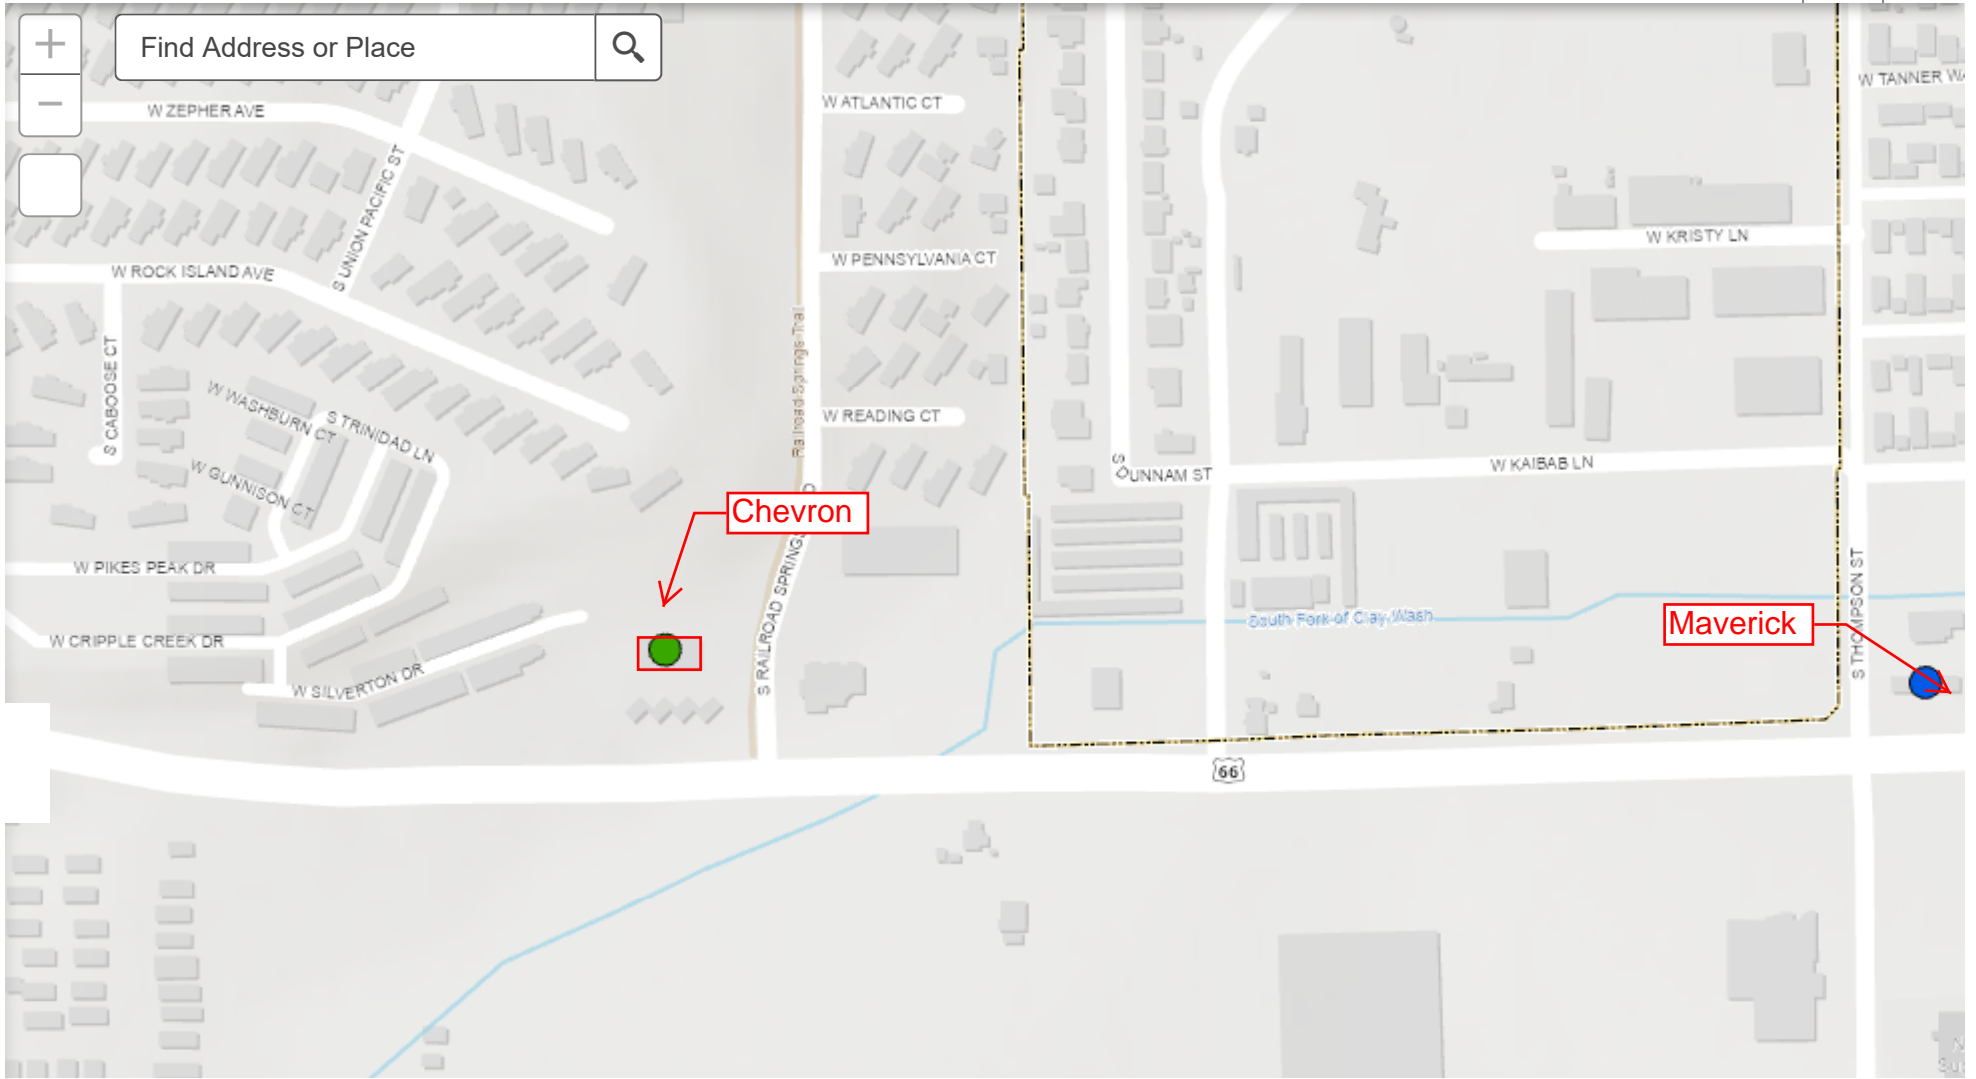 Find Address or Place
W ZEPHER AVE
W ATLANTIC CT
W TANNER WA
S UNION PACIFIC ST
W KRISTY LN
W PENNSYLVANIA CT
W ROCK ISLAND AVE
Railroad Springs Trail
S CABOOSE CT
W WASHBURN CT
S TRINIDAD LN
W READING CT
W KAIBAB LN
S DUNNAM ST
W GUNNISON CT
Chevron
W PIKES PEAK DR
S RAILROAD SPRINGS
S THOMPSON ST
South Fork of Clay Wash
Maverick
W CRIPPLE CREEK DR
W SILVERTON DR
66